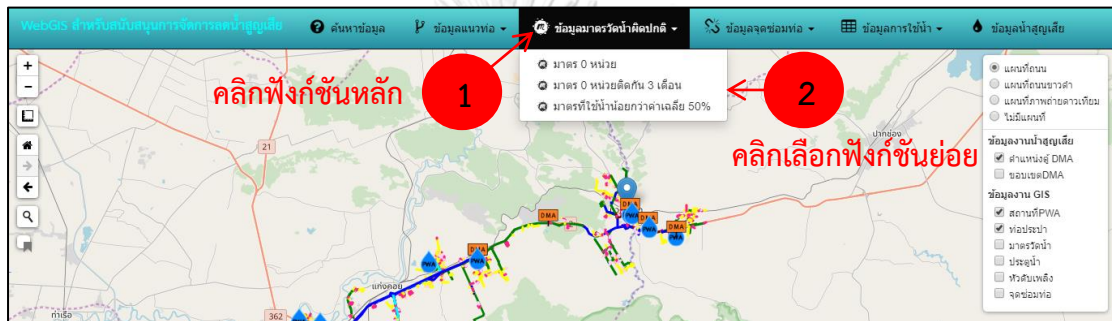 WebGIS สำหรับสนับสนุนการจัดการลดน้ำสูญเสีย ค้นหาข้อมูล ข้อมูลแนวท่อ ข้อมูลมาตรวัดน้ำผิดปกติ ข้อมูลจุดซ่อมท่อ ข้อมูลการใช้น้ำ ข้อมูลน้ำสูญเสีย
มาตร 0 หน่วย
มาตร 0 หน่วยติดกัน 3 เดือน
มาตรที่ใช้น้ำน้อยกว่าค่าเฉลี่ย 50%
คลิกฟังก์ชันหลัก
1
2
คลิกเลือกฟังก์ชันย่อย
แผนที่ถนน
แผนที่ถนนขาวดำ
แผนที่ภาพถ่ายดาวเทียม
ไม่มีแผนที่
ข้อมูลงานน้ำสูญเสีย
ตำแหน่งตู้ DMA
ขอบเขตDMA
ข้อมูลงาน GIS
สถานที่PWA
ท่อประปา
มาตรวัดน้ำ
ประตูน้ำ
หัวดับเพลิง
จุดซ่อมท่อ
+
−
21
ปากช่อง
DMA
DMA
DMA
DMA
DMA
PWA
PWA
PWA
PWA
PWA
แก่งคอย
ท่าเรือ
362